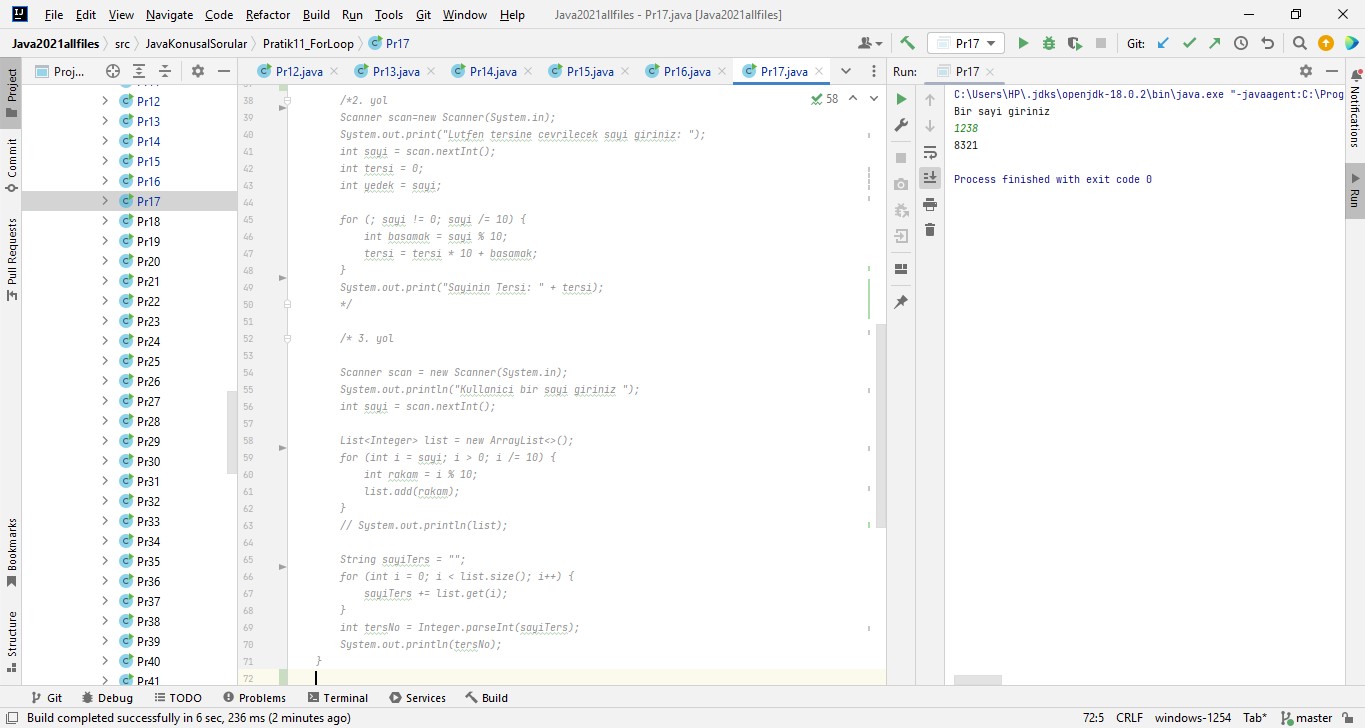 File Edit View Navigate Code Refactor Build Run Tools Git Window Help Java2021allfiles - Pr17.java [Java2021allfiles]
Java2021allfiles src JavaKonusalSorular Pratik11_ForLoop Pr17 Pr17 Git:
Project
Commit
Pull Requests
Bookmarks
Structure
Proj...
Pr12
Pr13
Pr14
Pr15
Pr16
Pr17
Pr18
Pr19
Pr20
Pr21
Pr22
Pr23
Pr24
Pr25
Pr26
Pr27
Pr28
Pr29
Pr30
Pr31
Pr32
Pr33
Pr34
Pr35
Pr36
Pr37
Pr38
Pr39
Pr40
Pr41
Pr12.java Pr13.java Pr14.java Pr15.java Pr16.java Pr17.java
58
38 /*2. yol
39 Scanner scan=new Scanner(System.in);
40 System.out.print("Lutfen tersine cevrilecek sayi giriniz: ");
41 int sayi = scan.nextInt();
42 int tersi = 0;
43 int yedek = sayi;
44
45 for (; sayi != 0; sayi /= 10) {
46 int basamak = sayi % 10;
47 tersi = tersi * 10 + basamak;
48 }
49 System.out.print("Sayinin Tersi: " + tersi);
50 */
51
52 /* 3. yol
53
54 Scanner scan = new Scanner(System.in);
55 System.out.println("Kullanici bir sayi giriniz ");
56 int sayi = scan.nextInt();
57
58 List<Integer> list = new ArrayList<>();
59 for (int i = sayi; i > 0; i /= 10) {
60 int rakam = i % 10;
61 list.add(rakam);
62 }
63 // System.out.println(list);
64
65 String sayiTers = "";
66 for (int i = 0; i < list.size(); i++) {
67 sayiTers += list.get(i);
68 }
69 int tersNo = Integer.parseInt(sayiTers);
70 System.out.println(tersNo);
71 }
72
Run: Pr17
C:\Users\HP\.jdks\openjdk-18.0.2\bin\java.exe "-javaagent:C:\Prog
Bir sayi giriniz
1238
8321
Process finished with exit code 0
Notifications
Run
Git Debug TODO Problems Terminal Services Build
Build completed successfully in 6 sec, 236 ms (2 minutes ago) 72:5 CRLF windows-1254 Tab* master